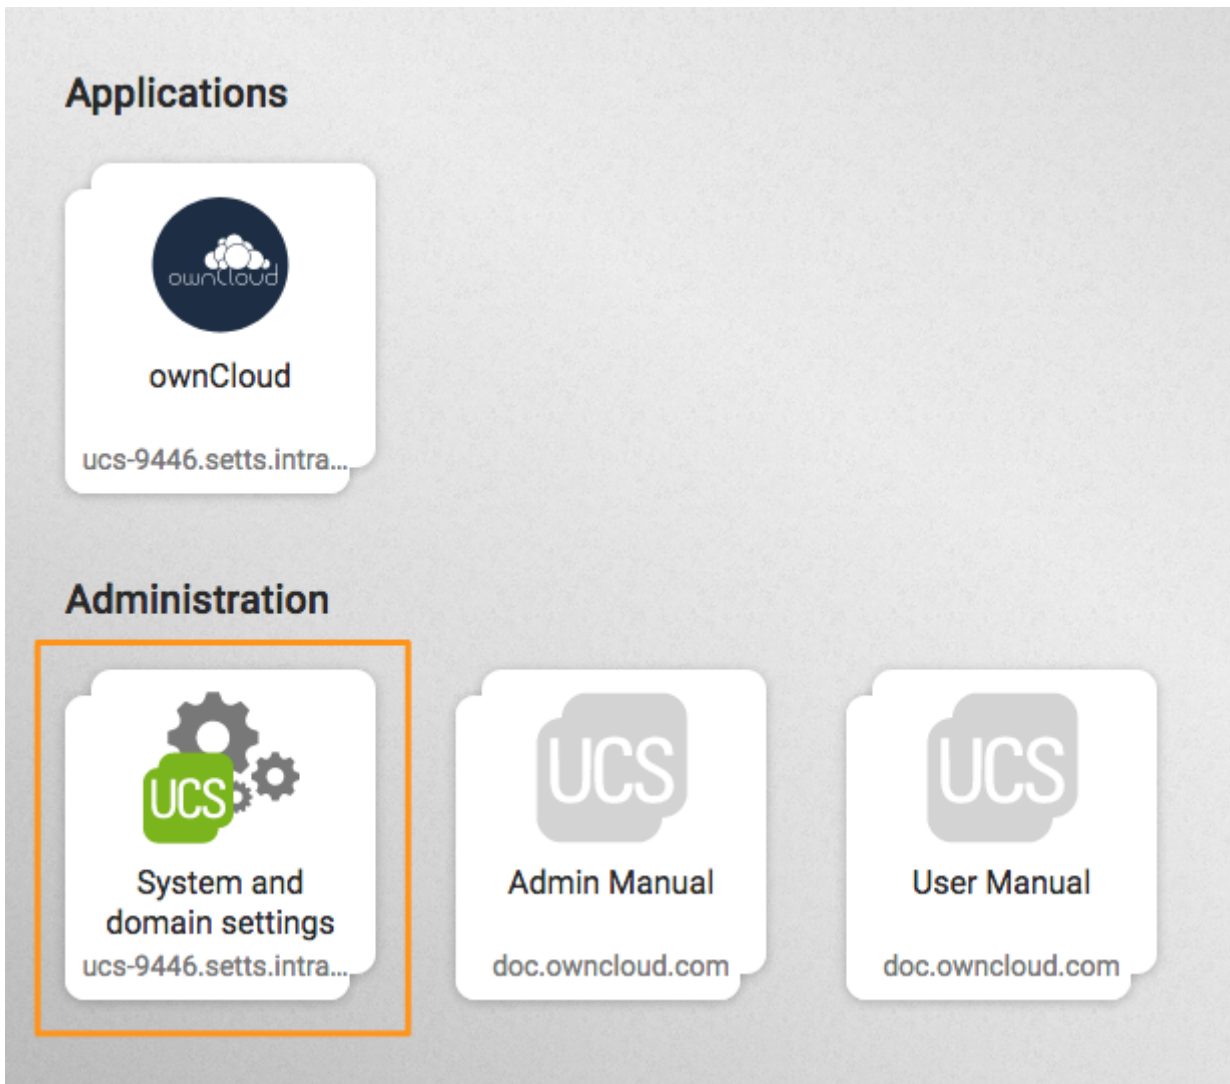 Applications
ownCloud
ownCloud
ucs-9446.setts.intra...
Administration
UCS
System and
domain settings
ucs-9446.setts.intra...
UCS
Admin Manual
doc.owncloud.com
UCS
User Manual
doc.owncloud.com